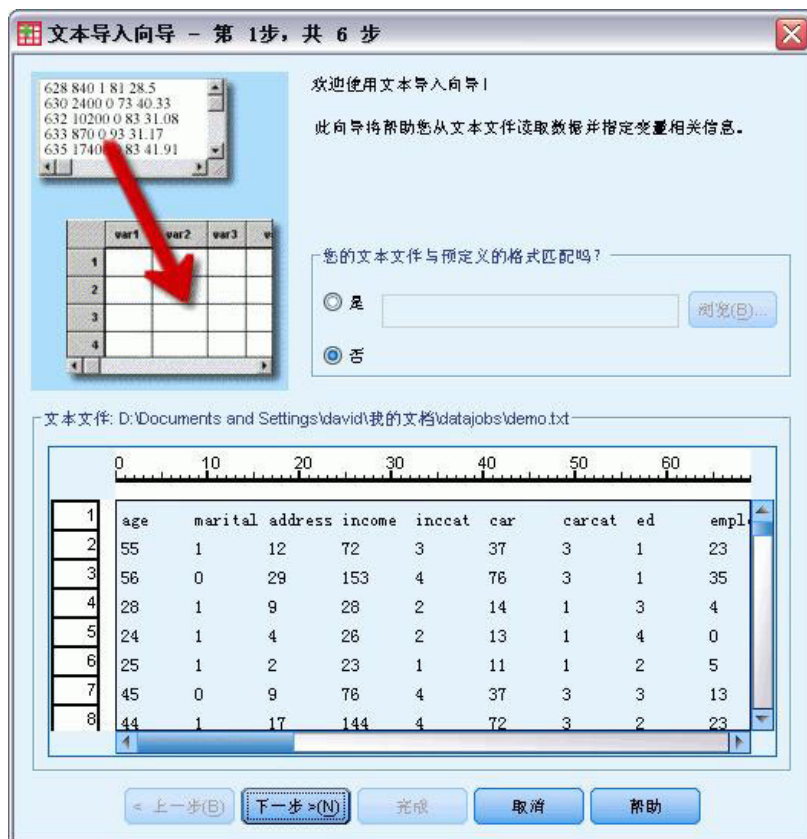 文本导入向导 - 第 1步，共 6 步
628 840 1 81 28.5
630 2400 0 73 40.33
632 10200 0 83 31.08
633 870 0 93 31.17
635 1740 0 83 41.91
欢迎使用文本导入向导！
此向导将帮助您从文本文件读取数据并指定变量相关信息。
var1 var2 var3 v
1
2
3
4
您的文本文件与预定义的格式匹配吗？
是
浏览(B)...
否
文本文件: D:\Documents and Settings\david\我的文档\datajobs\demo.txt
0 10 20 30 40 50 60
1 age marital address income inccat car carcat ed emplo
2 55 1 12 72 3 37 3 1 23
3 56 0 29 153 4 76 3 1 35
4 28 1 9 28 2 14 1 3 4
5 24 1 4 26 2 13 1 4 0
6 25 1 2 23 1 11 1 2 5
7 45 0 9 76 4 37 3 3 13
8 44 1 17 144 4 72 3 2 23
< 上一步(B) 下一步 >(N) 完成 取消 帮助